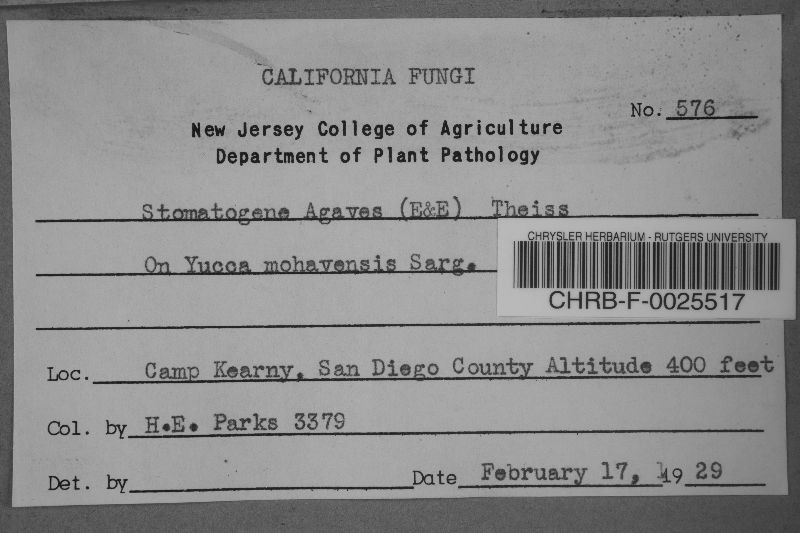 CALIFORNIA FUNGI
No. 576
New Jersey College of Agriculture
Department of Plant Pathology
Stomatogene Agaves (E&E) Theiss
CHRYSLER HERBARIUM - RUTGERS UNIVERSITY
On Yucca mohavensis Sarg.
CHRB-F-0025517
Loc. Camp Kearny, San Diego County Altitude 400 feet
Col. by H.E. Parks 3379
Det. by Date February 17, 1929